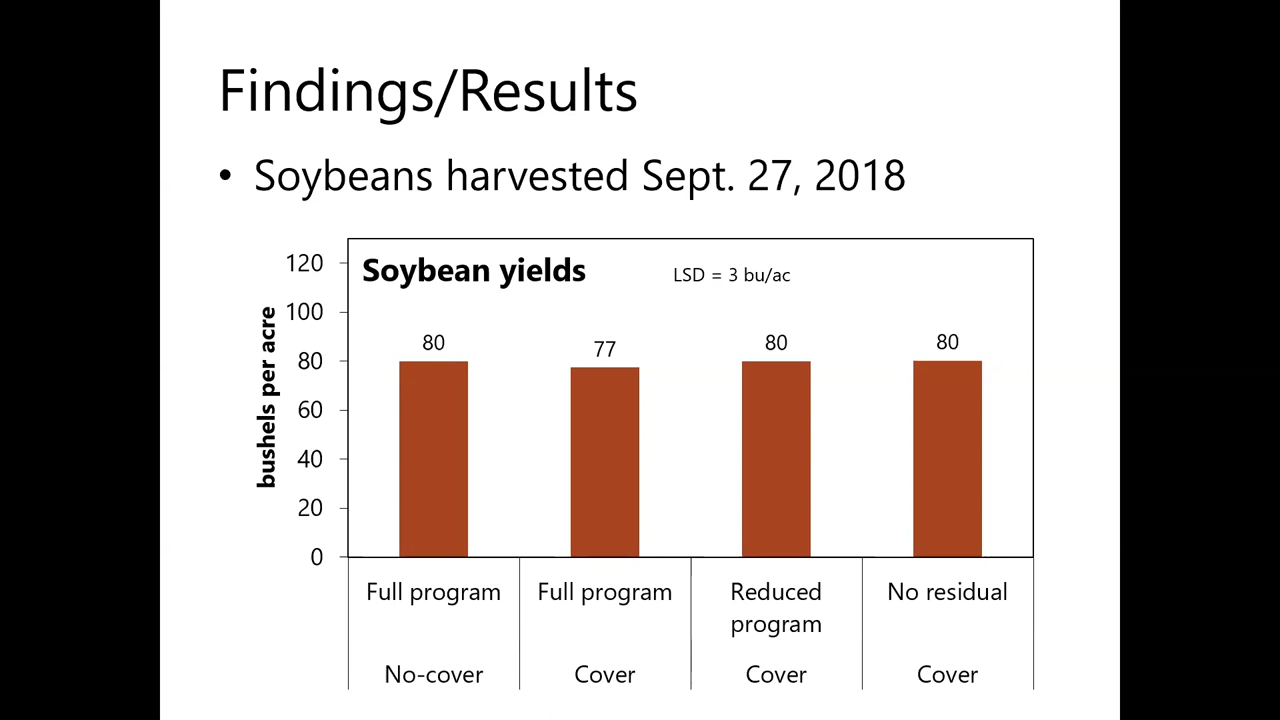 Findings/Results
• Soybeans harvested Sept. 27, 2018
Soybean yields
LSD = 3 bu/ac
bushels per acre
120
100
80
60
40
20
0
80
77
80
80
Full program
Full program
Reduced
program
No residual
No-cover
Cover
Cover
Cover